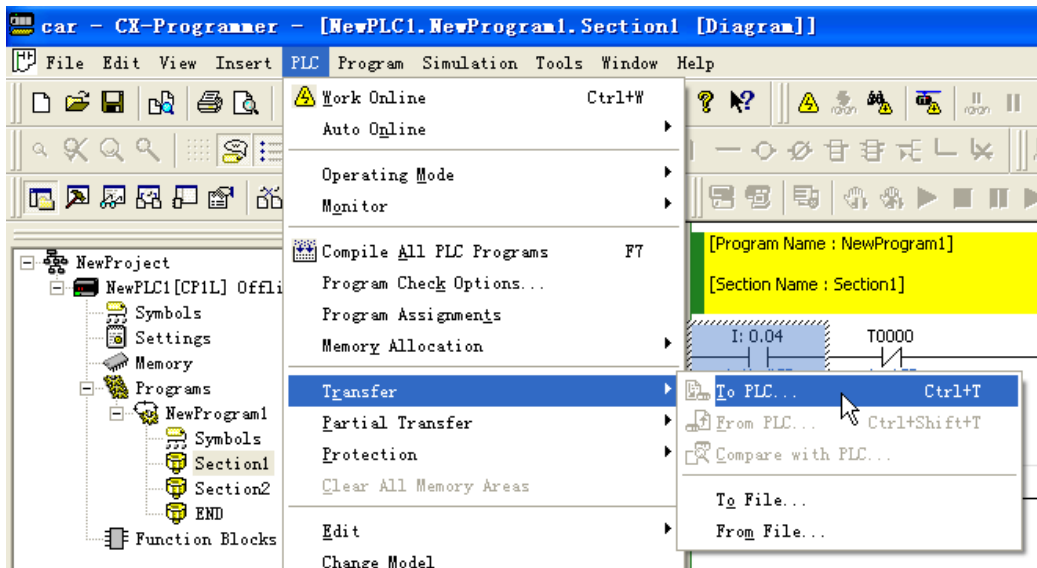 car - CX-Programmer - [NewPLC1.NewProgram1.Section1 [Diagram]]
File Edit View Insert PLC Program Simulation Tools Window Help
Work Online Ctrl+W
Auto Online
Operating Mode
Monitor
Compile All PLC Programs F7
Program Check Options...
Program Assignments
Memory Allocation
Transfer
Partial Transfer
Protection
Clear All Memory Areas
Edit
Change Model
To PLC... Ctrl+T
From PLC... Ctrl+Shift+T
Compare with PLC...
To File...
From File...
NewProject
NewPLC1[CP1L] Offli
Symbols
Settings
Memory
Programs
NewProgram1
Symbols
Section1
Section2
END
Function Blocks
[Program Name : NewProgram1]
[Section Name : Section1]
I: 0.04 T0000